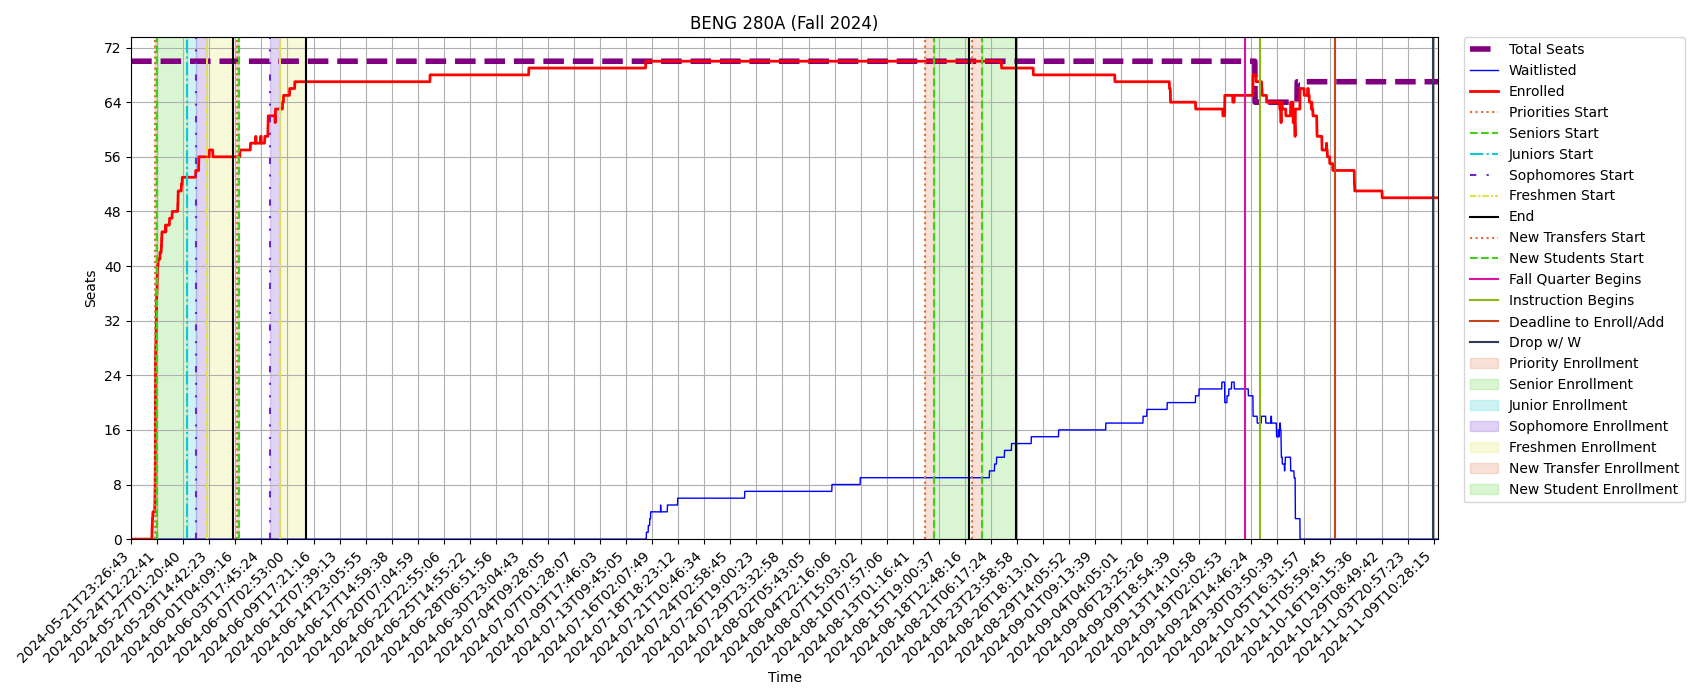 BENG 280A (Fall 2024)
Seats
72
64
56
48
40
32
24
16
8
0
2024-05-21T23:26:43
2024-05-24T12:22:41
2024-05-27T01:20:40
2024-05-29T14:42:23
2024-06-01T04:09:16
2024-06-03T17:45:24
2024-06-07T02:53:00
2024-06-09T17:21:16
2024-06-12T07:39:13
2024-06-14T23:05:55
2024-06-17T14:59:38
2024-06-20T07:04:59
2024-06-22T22:55:06
2024-06-25T14:55:22
2024-06-28T06:51:56
2024-06-30T23:04:43
2024-07-04T09:28:05
2024-07-07T01:28:07
2024-07-09T17:46:03
2024-07-13T09:45:05
2024-07-16T02:07:49
2024-07-18T18:23:12
2024-07-21T10:46:34
2024-07-24T02:58:45
2024-07-26T19:00:23
2024-07-29T23:32:58
2024-08-02T05:43:05
2024-08-04T22:16:06
2024-08-07T15:03:02
2024-08-10T07:57:06
2024-08-13T01:16:41
2024-08-15T19:00:37
2024-08-18T12:48:16
2024-08-21T06:17:24
2024-08-23T23:58:58
2024-08-26T18:13:01
2024-08-29T14:05:52
2024-09-01T09:13:39
2024-09-04T04:05:01
2024-09-06T23:25:26
2024-09-09T18:54:39
2024-09-13T14:10:58
2024-09-19T02:02:53
2024-09-24T14:46:24
2024-09-30T03:50:39
2024-10-05T16:31:57
2024-10-11T05:59:45
2024-10-16T19:15:36
2024-10-29T08:49:42
2024-11-03T20:57:23
2024-11-09T10:28:15
Time
Total Seats
Waitlisted
Enrolled
Priorities Start
Seniors Start
Juniors Start
Sophomores Start
Freshmen Start
End
New Transfers Start
New Students Start
Fall Quarter Begins
Instruction Begins
Deadline to Enroll/Add
Drop w/ W
Priority Enrollment
Senior Enrollment
Junior Enrollment
Sophomore Enrollment
Freshmen Enrollment
New Transfer Enrollment
New Student Enrollment